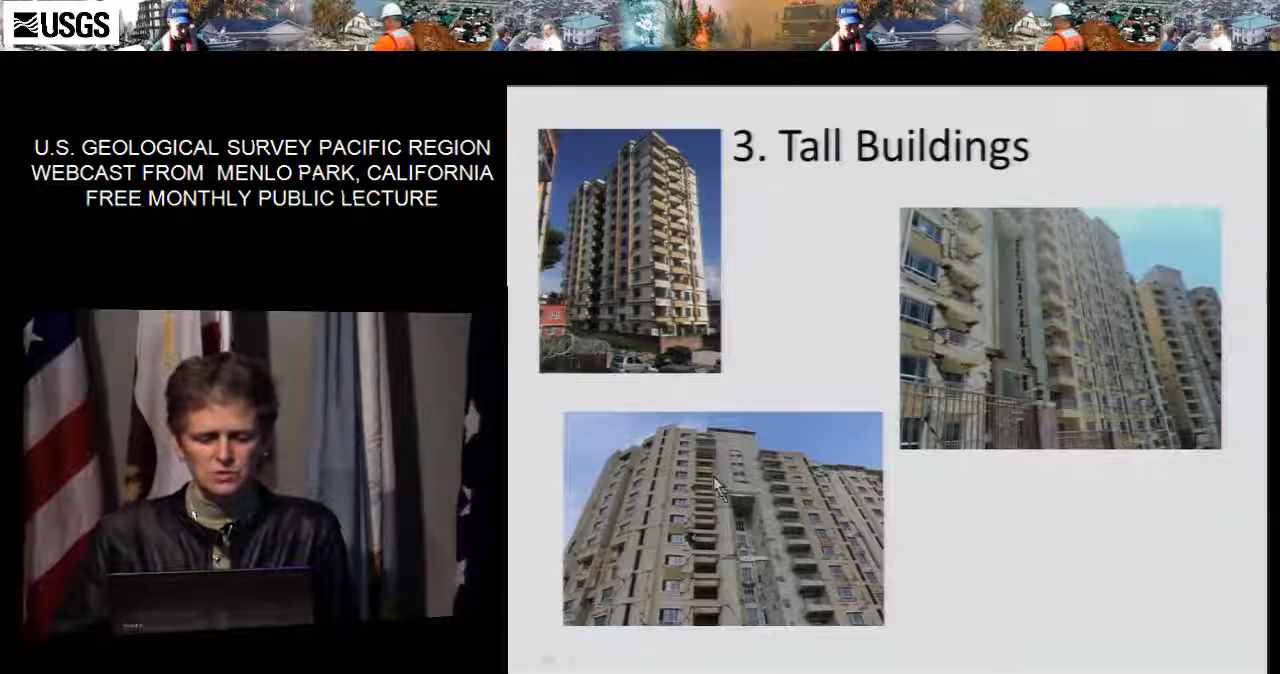 USGS
U.S. GEOLOGICAL SURVEY PACIFIC REGION
WEBCAST FROM MENLO PARK, CALIFORNIA
FREE MONTHLY PUBLIC LECTURE
3. Tall Buildings